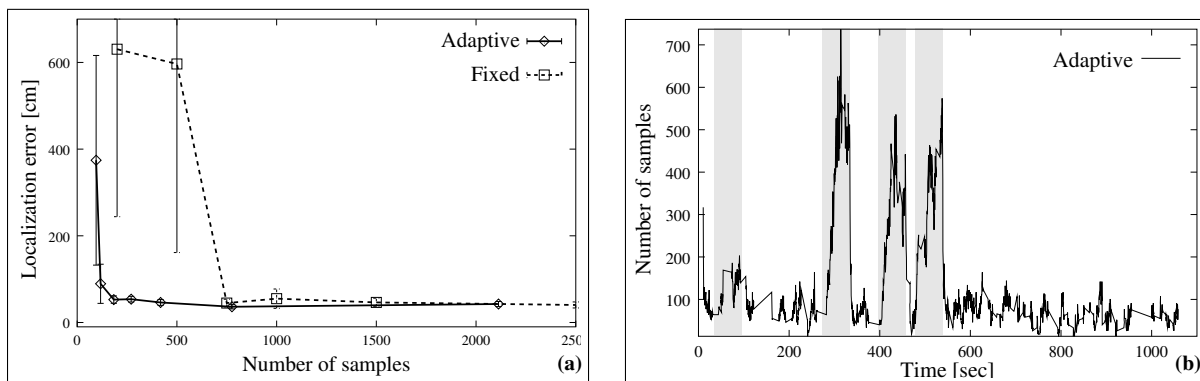 Localization error [cm]
600
400
200
0
Adaptive
Fixed
0 500 1000 1500 2000 2500
Number of samples
(a)
Number of samples
700
600
500
400
300
200
100
Adaptive
0 200 400 600 800 1000
Time [sec]
(b)